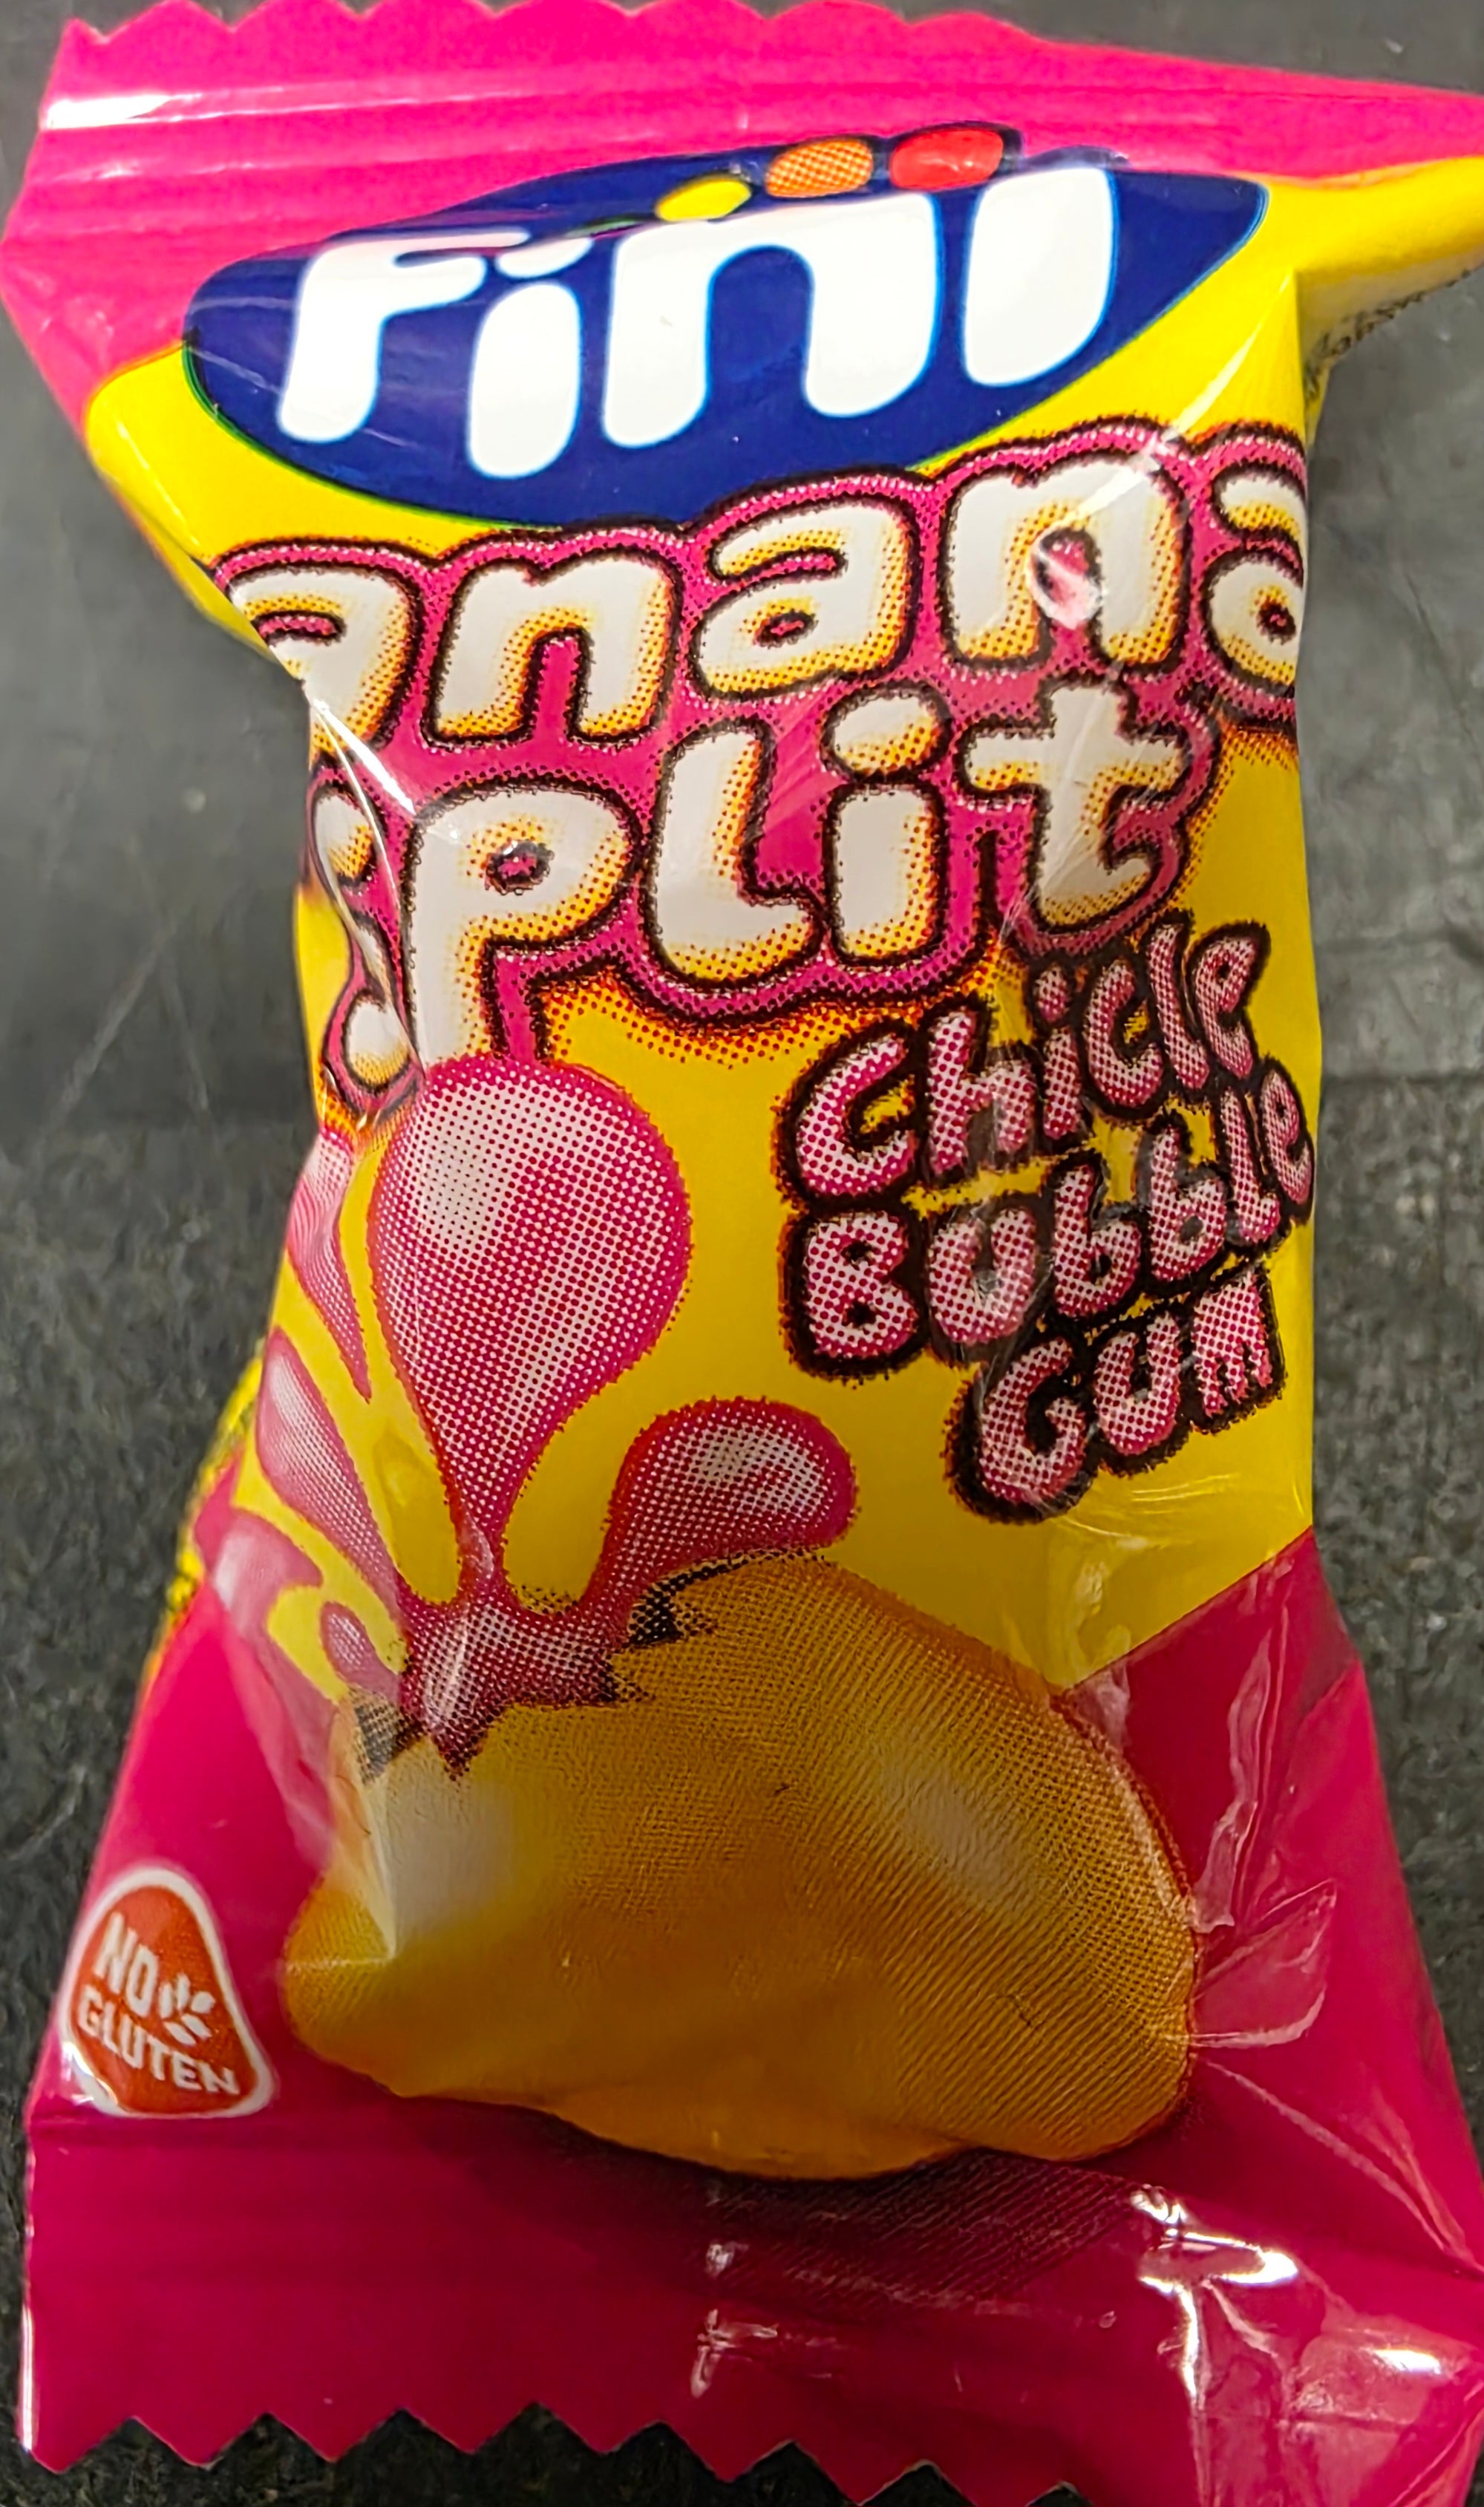 Fini
anana
split
Chicle
Bubble
Gum
NO
GLUTEN